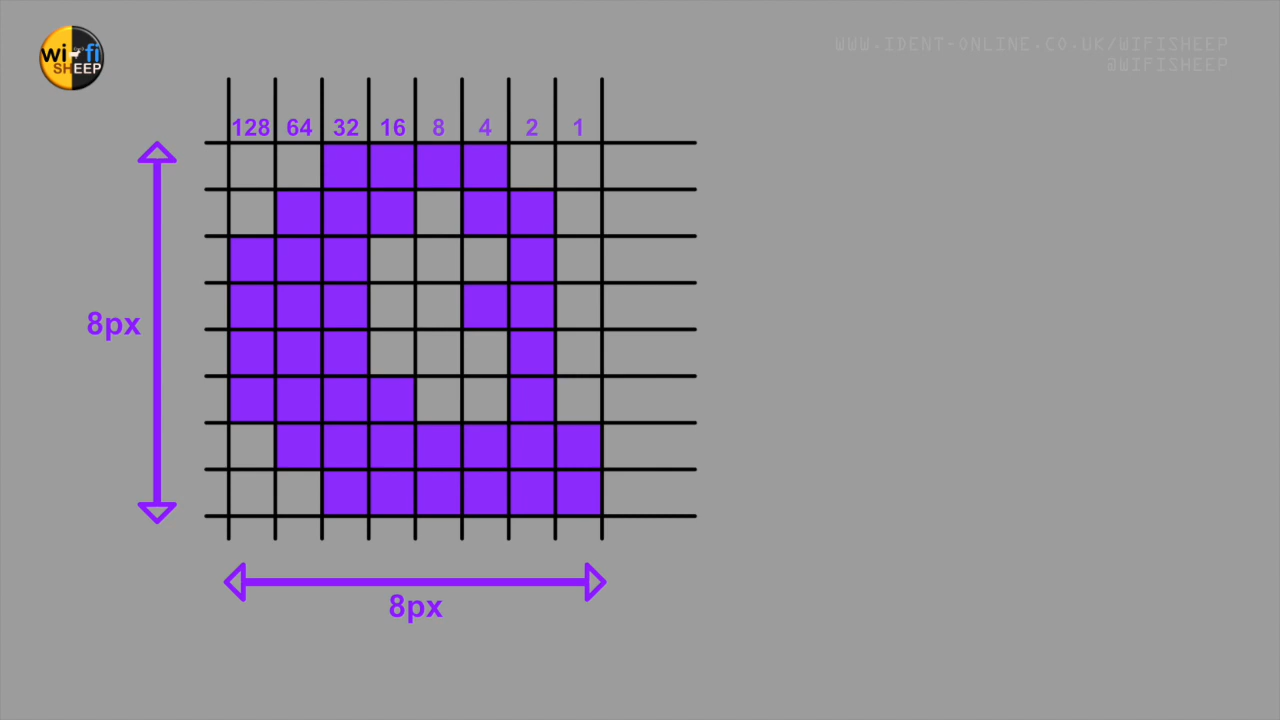 wi fi
SHEEP
WWW.IDENT-ONLINE.CO.UK/WIFISHEEP
@WIFISHEEP
128 64 32 16 8 4 2 1
8px
8px